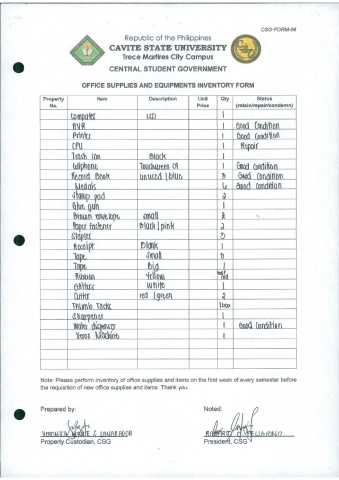 CSG-FORM-06
Republic of the Philippines
CAVITE STATE UNIVERSITY
Trece Martires City Campus
CENTRAL STUDENT GOVERNMENT
OFFICE SUPPLIES AND EQUIPMENTS INVENTORY FORM
Property No. Item Description Unit Price Qty Status (retain/repair/condemn)
Computer LCD 1
AVR 1 Good Condition
Printer 1 Good Condition
CPU 1 Repair
Trash Can Black 1
Cellphone Touchscreen 1 Good Condition
Record Book unused / blue 3 Good Condition
Medals 6 Good Condition
Stamp pad 2
Glue gun 1
Brown envelope small 8
Paper Fastener Black / pink 2
Stapler 3
Receipt Blank 1
Tape Small
Tape Big 1
Ribbon Yellow
Glitters White 1
Cutter red / green 2
Thumb Tacks 1 box
Sharpener 1
Water dispenser 1 Good Condition
Xerox Machine 1
Note: Please perform inventory of office supplies and items on the first week of every semester before
the requisition of new office supplies and items. Thank you
Prepared by: Noted:
Property Custodian, CSG President, CSG